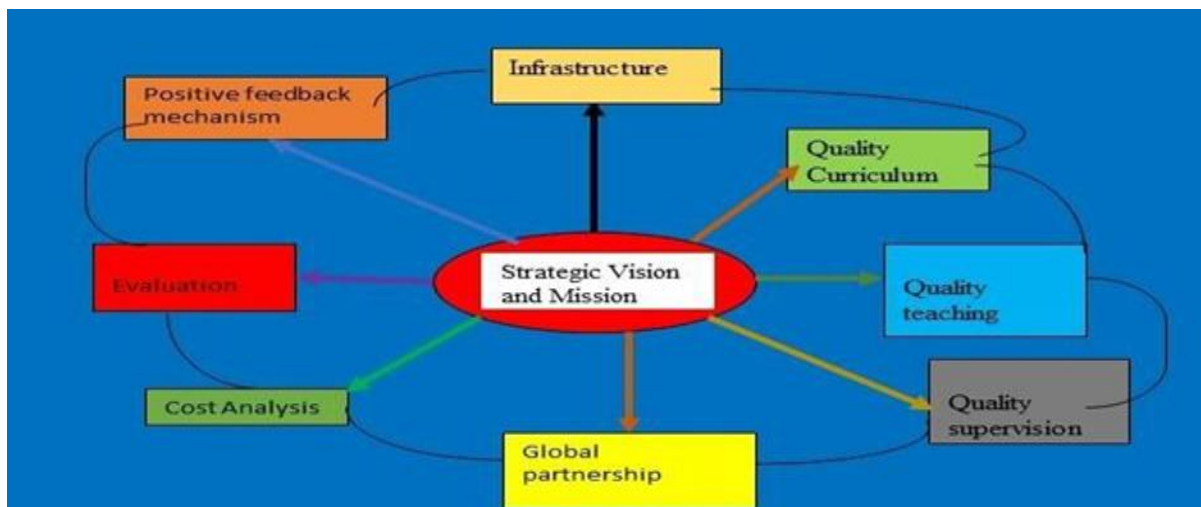 Infrastructure
Positive feedback
mechanism
Quality
Curriculum
Strategic Vision
and Mission
Evaluation
Quality
teaching
Cost Analysis
Quality
supervision
Global
partnership